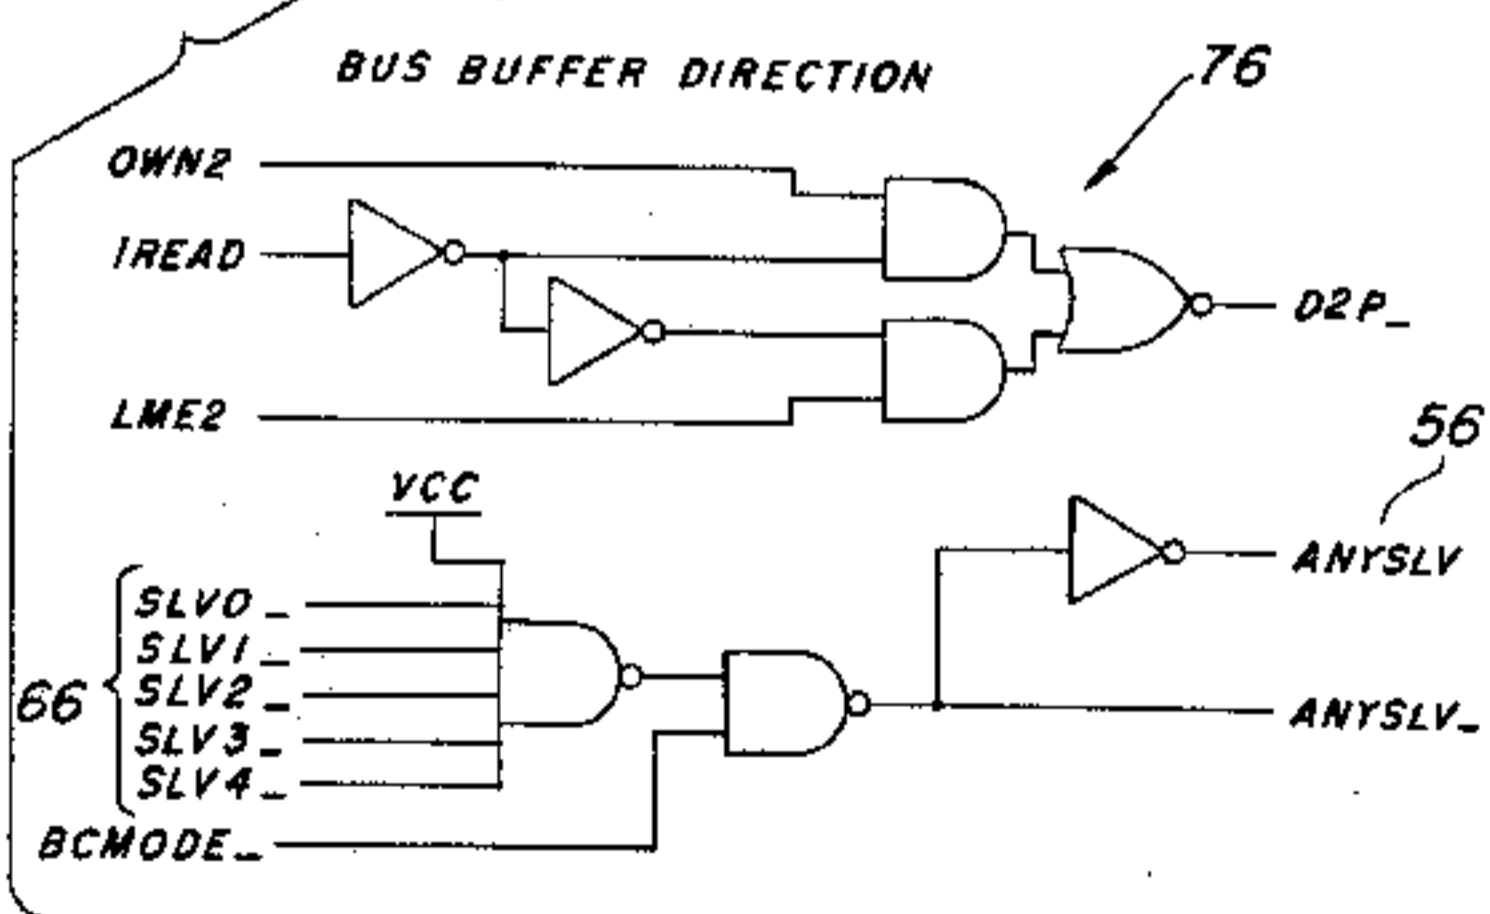 BUS BUFFER DIRECTION
76
OWN2
IREAD
D2P_
LME2
56
VCC
ANYSLV
SLV0_
SLV1_
66
SLV2_
ANYSLV_
SLV3_
SLV4_
BCMODE_